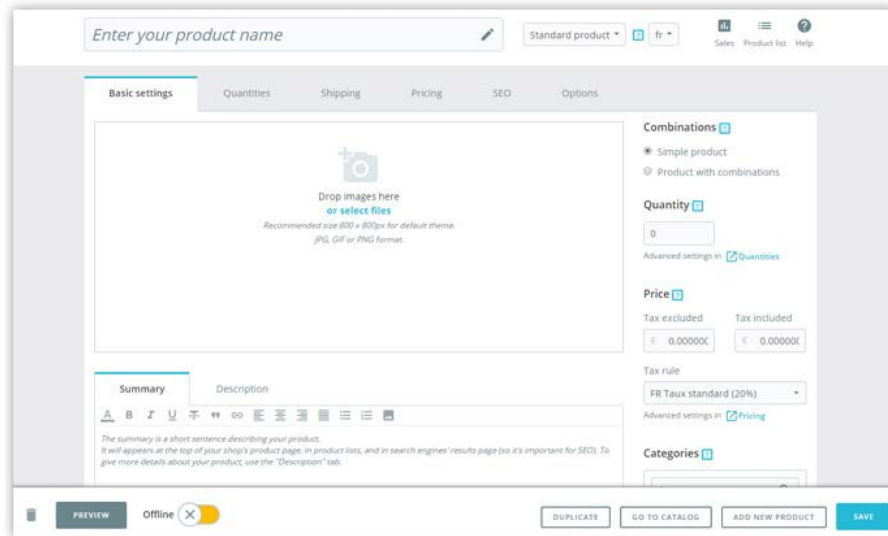 Enter your product name
Standard product
fr
Sales Product list Help
Basic settings Quantities Shipping Pricing SEO Options
Drop images here
or select files
Recommended size 800 x 800px for default theme.
JPG, GIF or PNG format.
Combinations ?
Simple product
Product with combinations
Quantity ?
0
Advanced settings in Quantities
Price ?
Tax excluded Tax included
€ 0.00000 € 0.00000
Tax rule
FR Taux standard (20%)
Advanced settings in Pricing
Categories ?
Summary Description
A B I U
The summary is a short sentence describing your product.
It will appears at the top of your shop's product page, in product lists, and in search engines' results page (so it's important for SEO). To
give more details about your product, use the "Description" tab.
PREVIEW Offline DUPLICATE GO TO CATALOG ADD NEW PRODUCT SAVE